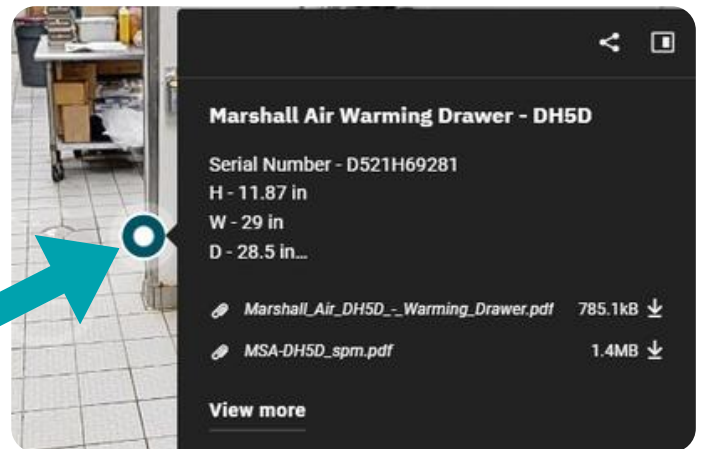 Marshall Air Warming Drawer - DH5D
Serial Number - D521H69281
H - 11.87 in
W - 29 in
D - 28.5 in...
Marshall_Air_DH5D_-_Warming_Drawer.pdf 785.1kB
MSA-DH5D_spm.pdf 1.4MB
View more